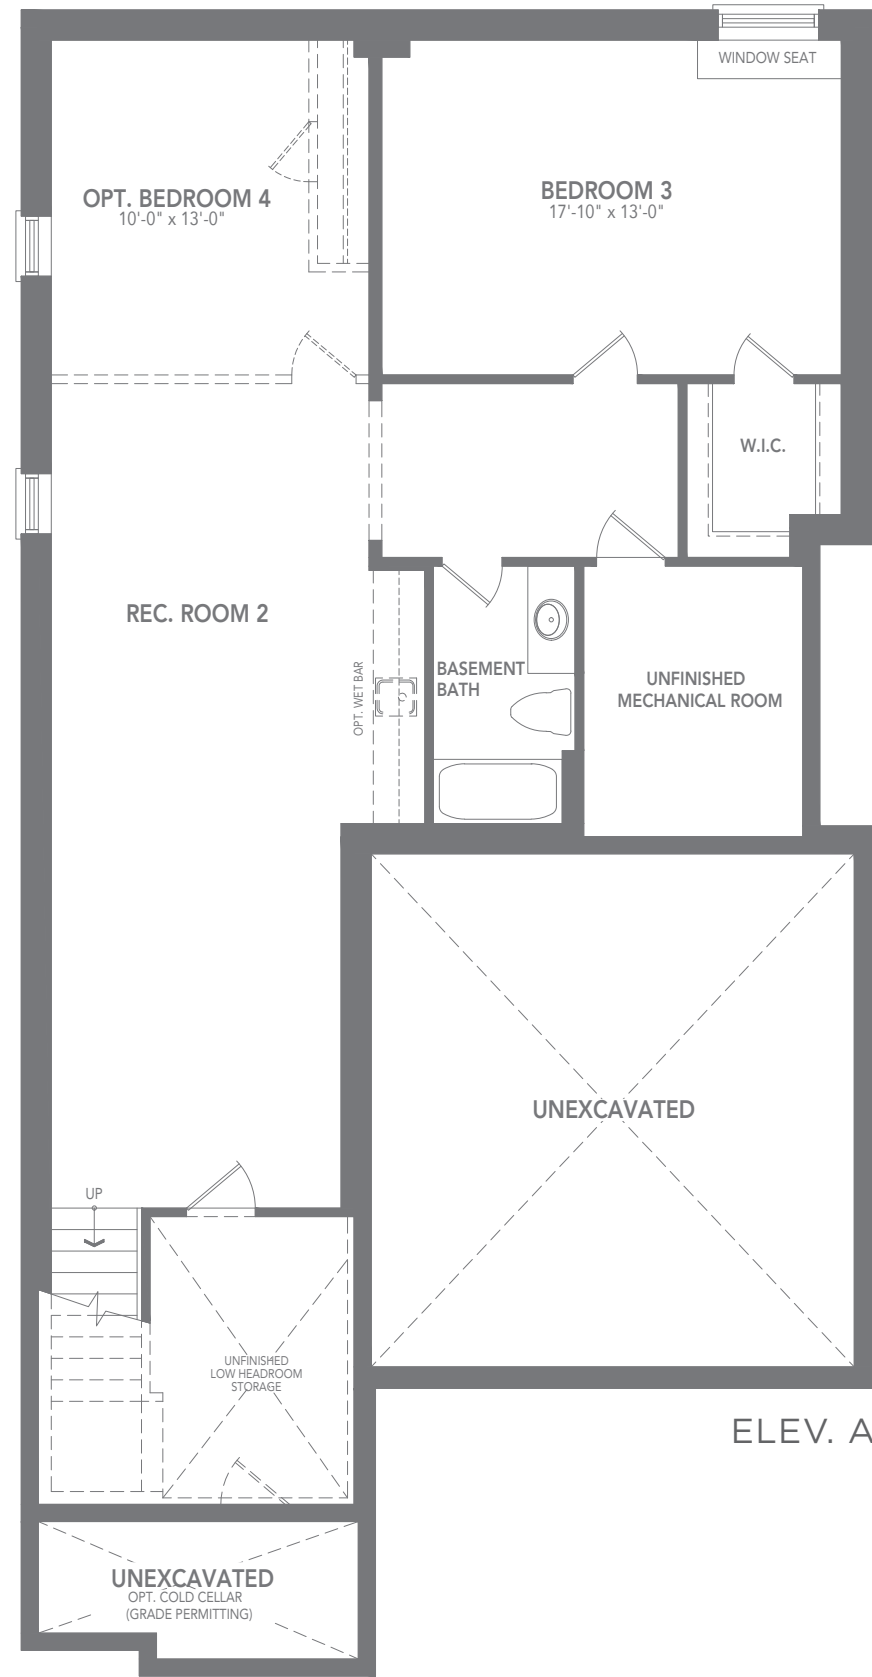 WINDOW SEAT
OPT. BEDROOM 4
10'-0" x 13'-0"
BEDROOM 3
17'-10" x 13'-0"
W.I.C.
REC. ROOM 2
OPT. WET BAR
BASEMENT
BATH
UNFINISHED
MECHANICAL ROOM
UNEXCAVATED
UP
UNFINISHED
LOW HEADROOM
STORAGE
ELEV. A
UNEXCAVATED
OPT. COLD CELLAR
(GRADE PERMITTING)